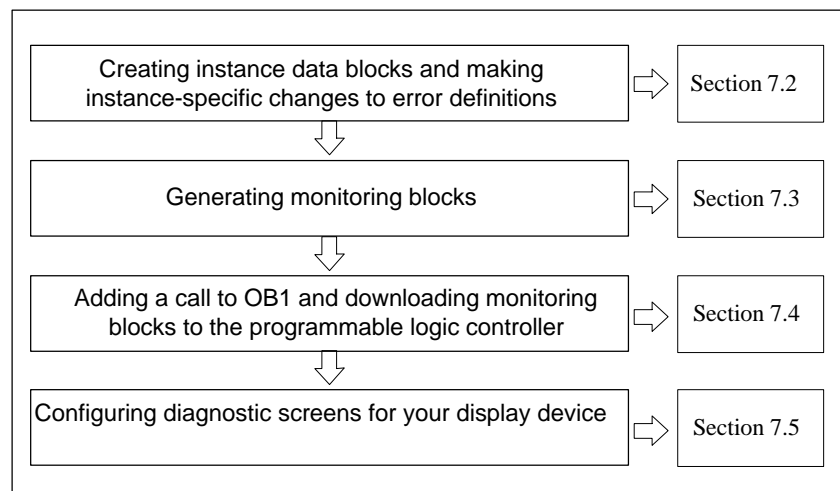 Creating instance data blocks and making
instance-specific changes to error definitions
Section 7.2
Generating monitoring blocks
Section 7.3
Adding a call to OB1 and downloading monitoring
blocks to the programmable logic controller
Section 7.4
Configuring diagnostic screens for your display device
Section 7.5